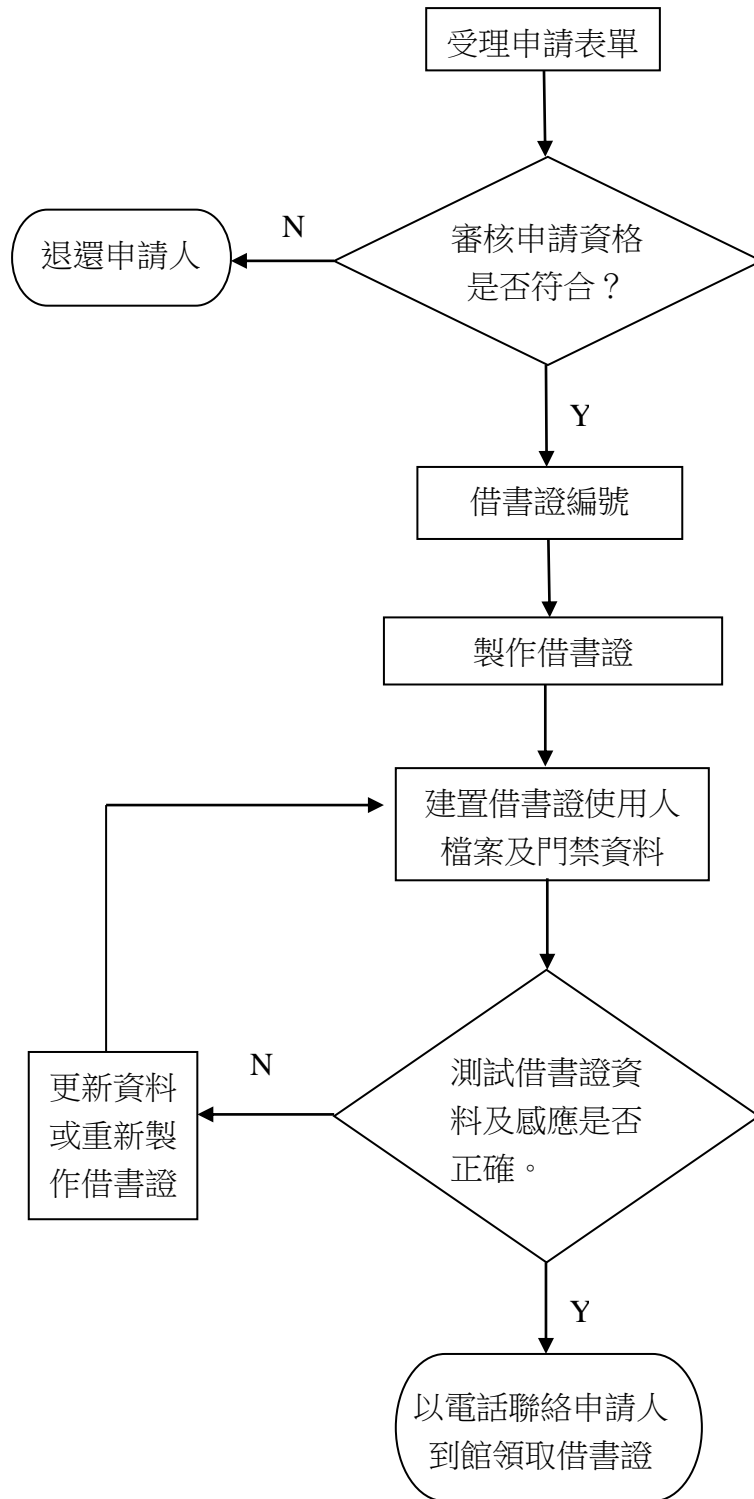 受理申請表單
審核申請資格
是否符合？
N
退還申請人
Y
借書證編號
製作借書證
建置借書證使用人
檔案及門禁資料
測試借書證資
料及感應是否
正確。
N
更新資料
或重新製
作借書證
Y
以電話聯絡申請人
到館領取借書證